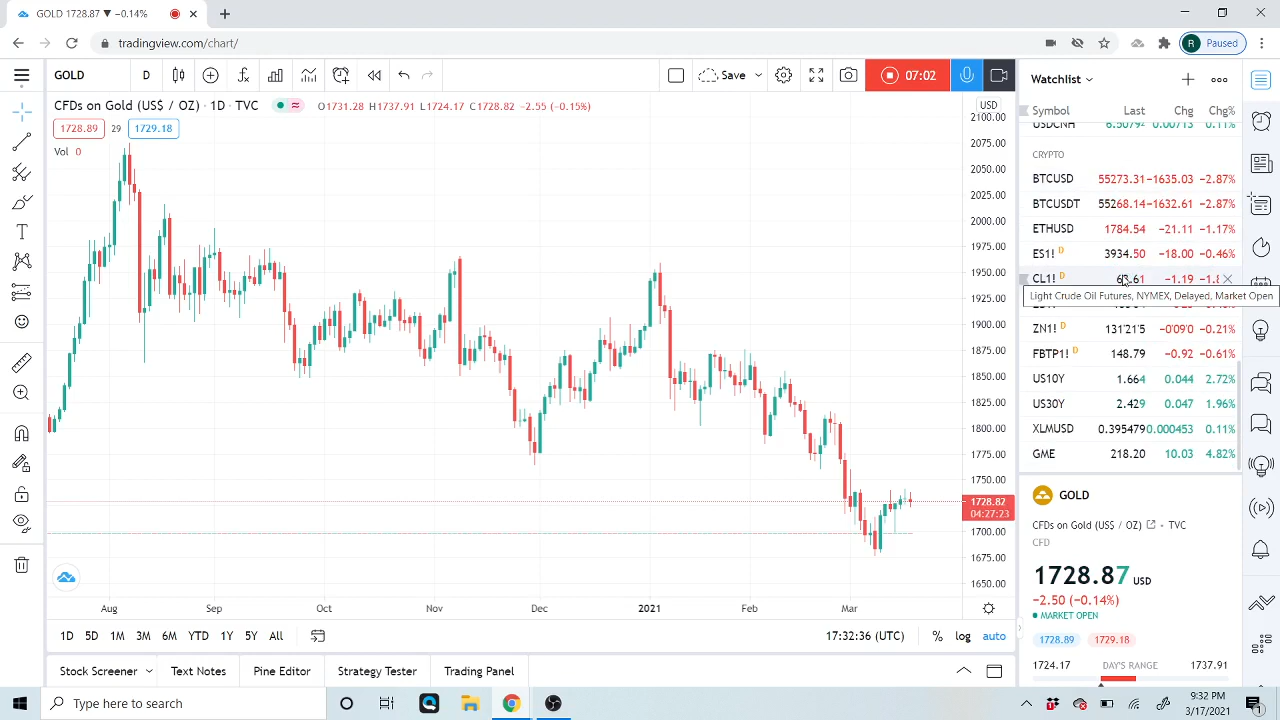 GOLD 1728.87 ▼ −0.14%
tradingview.com/chart/
R Paused
GOLD D Save 07:02
Watchlist
CFDs on Gold (US$ / OZ) · 1D · TVC O1731.28 H1737.91 L1724.17 C1728.82 −2.55 (−0.15%)
1728.89 29 1729.18
Vol 0
USD
2100.00
2075.00
2050.00
2025.00
2000.00
1975.00
1950.00
1925.00
1900.00
1875.00
1850.00
1825.00
1800.00
1775.00
1750.00
1728.82
04:27:23
1700.00
1675.00
1650.00
Aug Sep Oct Nov Dec 2021 Feb Mar
1D 5D 1M 3M 6M YTD 1Y 5Y All 17:32:36 (UTC) % log auto
Stock Screener Text Notes Pine Editor Strategy Tester Trading Panel
Symbol Last Chg Chg%
USDCNH 6.50792 0.00713 0.11%
CRYPTO
BTCUSD 55273.31 −1635.03 −2.87%
BTCUSDT 55268.14 −1632.61 −2.87%
ETHUSD 1784.54 −21.11 −1.17%
ES1! D 3934.50 −18.00 −0.46%
CL1! D 63.61 −1.19
Light Crude Oil Futures, NYMEX, Delayed, Market Open
ZN1! D 131'21'5 −0'09'0 −0.21%
FBTP1! D 148.79 −0.92 −0.61%
US10Y 1.664 0.044 2.72%
US30Y 2.429 0.047 1.96%
XLMUSD 0.395479 0.000453 0.11%
GME 218.20 10.03 4.82%
GOLD
CFDs on Gold (US$ / OZ) • TVC
CFD
1728.87 USD
−2.50 (−0.14%)
MARKET OPEN
1728.89 1729.18
1724.17 DAY'S RANGE 1737.91
Type here to search
9:32 PM
3/17/2021
1